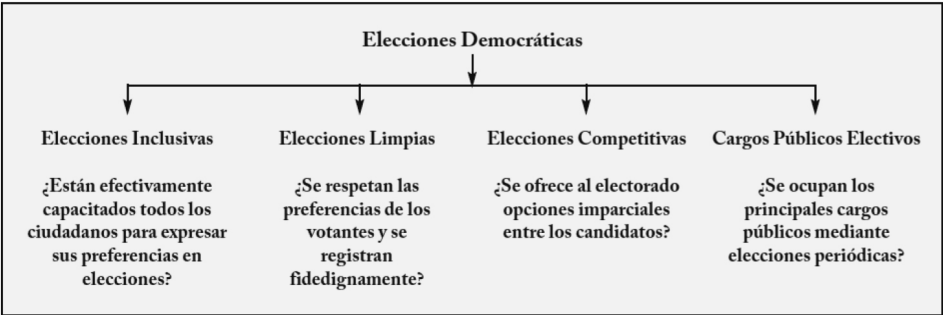 Elecciones Democráticas
Elecciones Inclusivas
¿Están efectivamente
capacitados todos los
ciudadanos para expresar
sus preferencias en
elecciones?
Elecciones Limpias
¿Se respetan las
preferencias de los
votantes y se
registran
fidedignamente?
Elecciones Competitivas
¿Se ofrece al electorado
opciones imparciales
entre los candidatos?
Cargos Públicos Electivos
¿Se ocupan los
principales cargos
públicos mediante
elecciones periódicas?